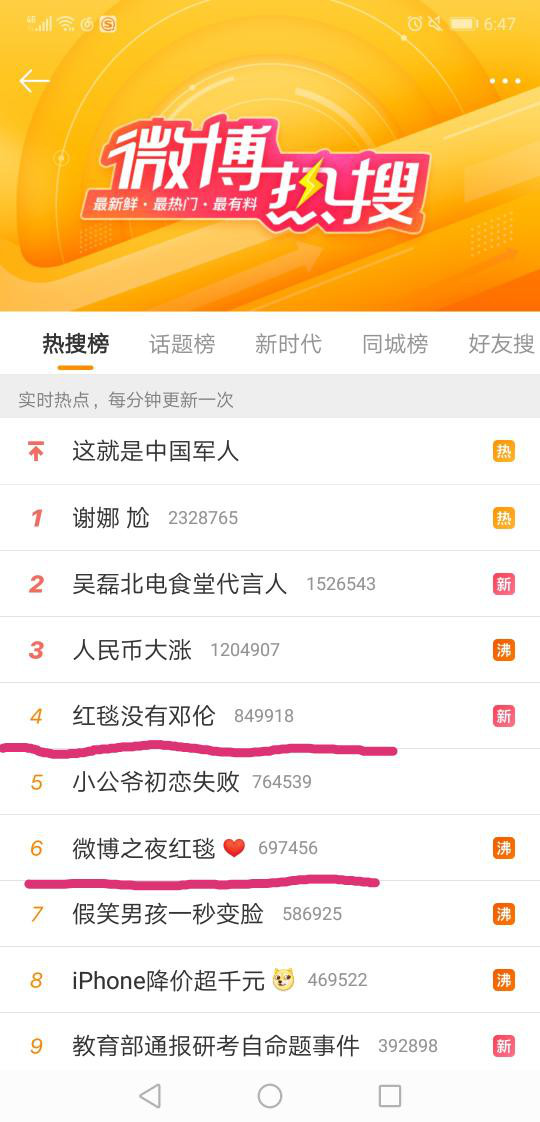 4G 6:47
微博热搜
最新鲜·最热门·最有料
热搜榜 话题榜 新时代 同城榜 好友搜
实时热点，每分钟更新一次
这就是中国军人 热
1 谢娜 尬 2328765 热
2 吴磊北电食堂代言人 1526543 新
3 人民币大涨 1204907 沸
4 红毯没有邓伦 849918 新
5 小公爷初恋失败 764539
6 微博之夜红毯 697456 沸
7 假笑男孩一秒变脸 586925 沸
8 iPhone降价超千元 469522 沸
9 教育部通报研考自命题事件 392898 新